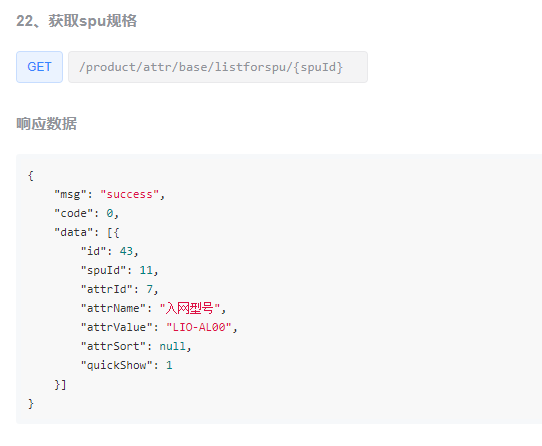 22、获取spu规格
GET /product/attr/base/listforspu/{spuId}
响应数据
{
    "msg": "success",
    "code": 0,
    "data": [{
        "id": 43,
        "spuId": 11,
        "attrId": 7,
        "attrName": "入网型号",
        "attrValue": "LIO-AL00",
        "attrSort": null,
        "quickShow": 1
    }]
}